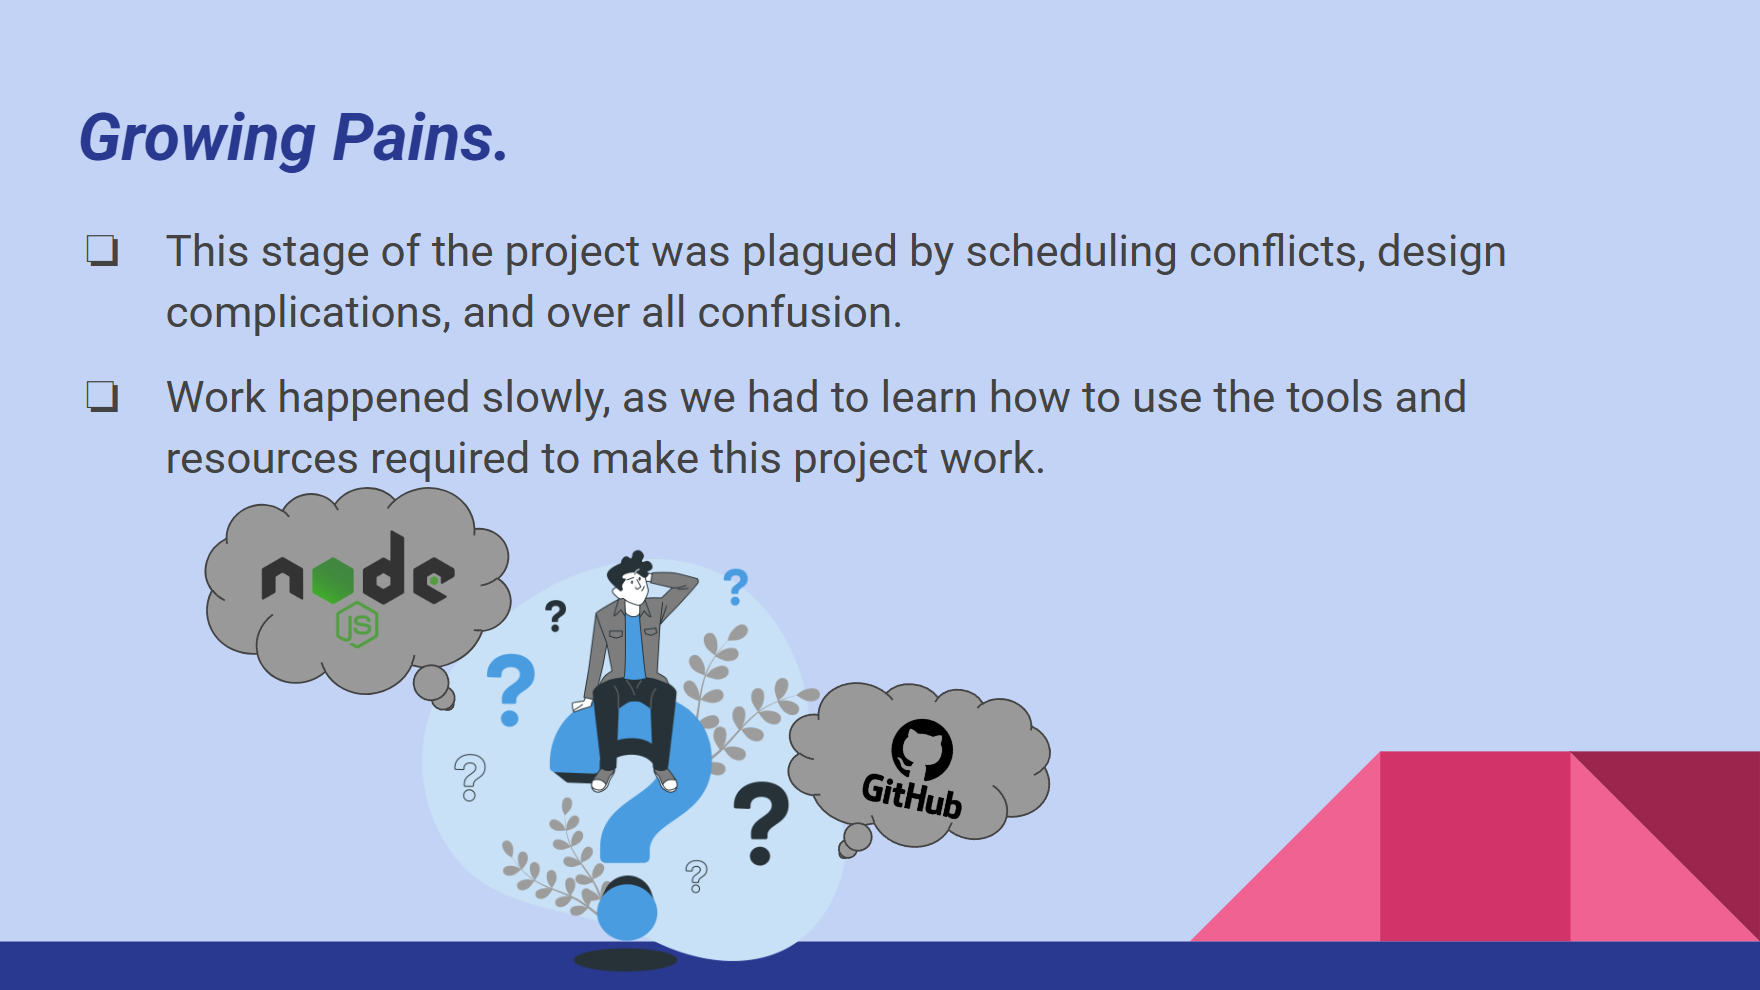 Growing Pains.
❏ This stage of the project was plagued by scheduling conflicts, design
complications, and over all confusion.
❏ Work happened slowly, as we had to learn how to use the tools and
resources required to make this project work.
node
JS
?
?
?
?
?
?
GitHub
?